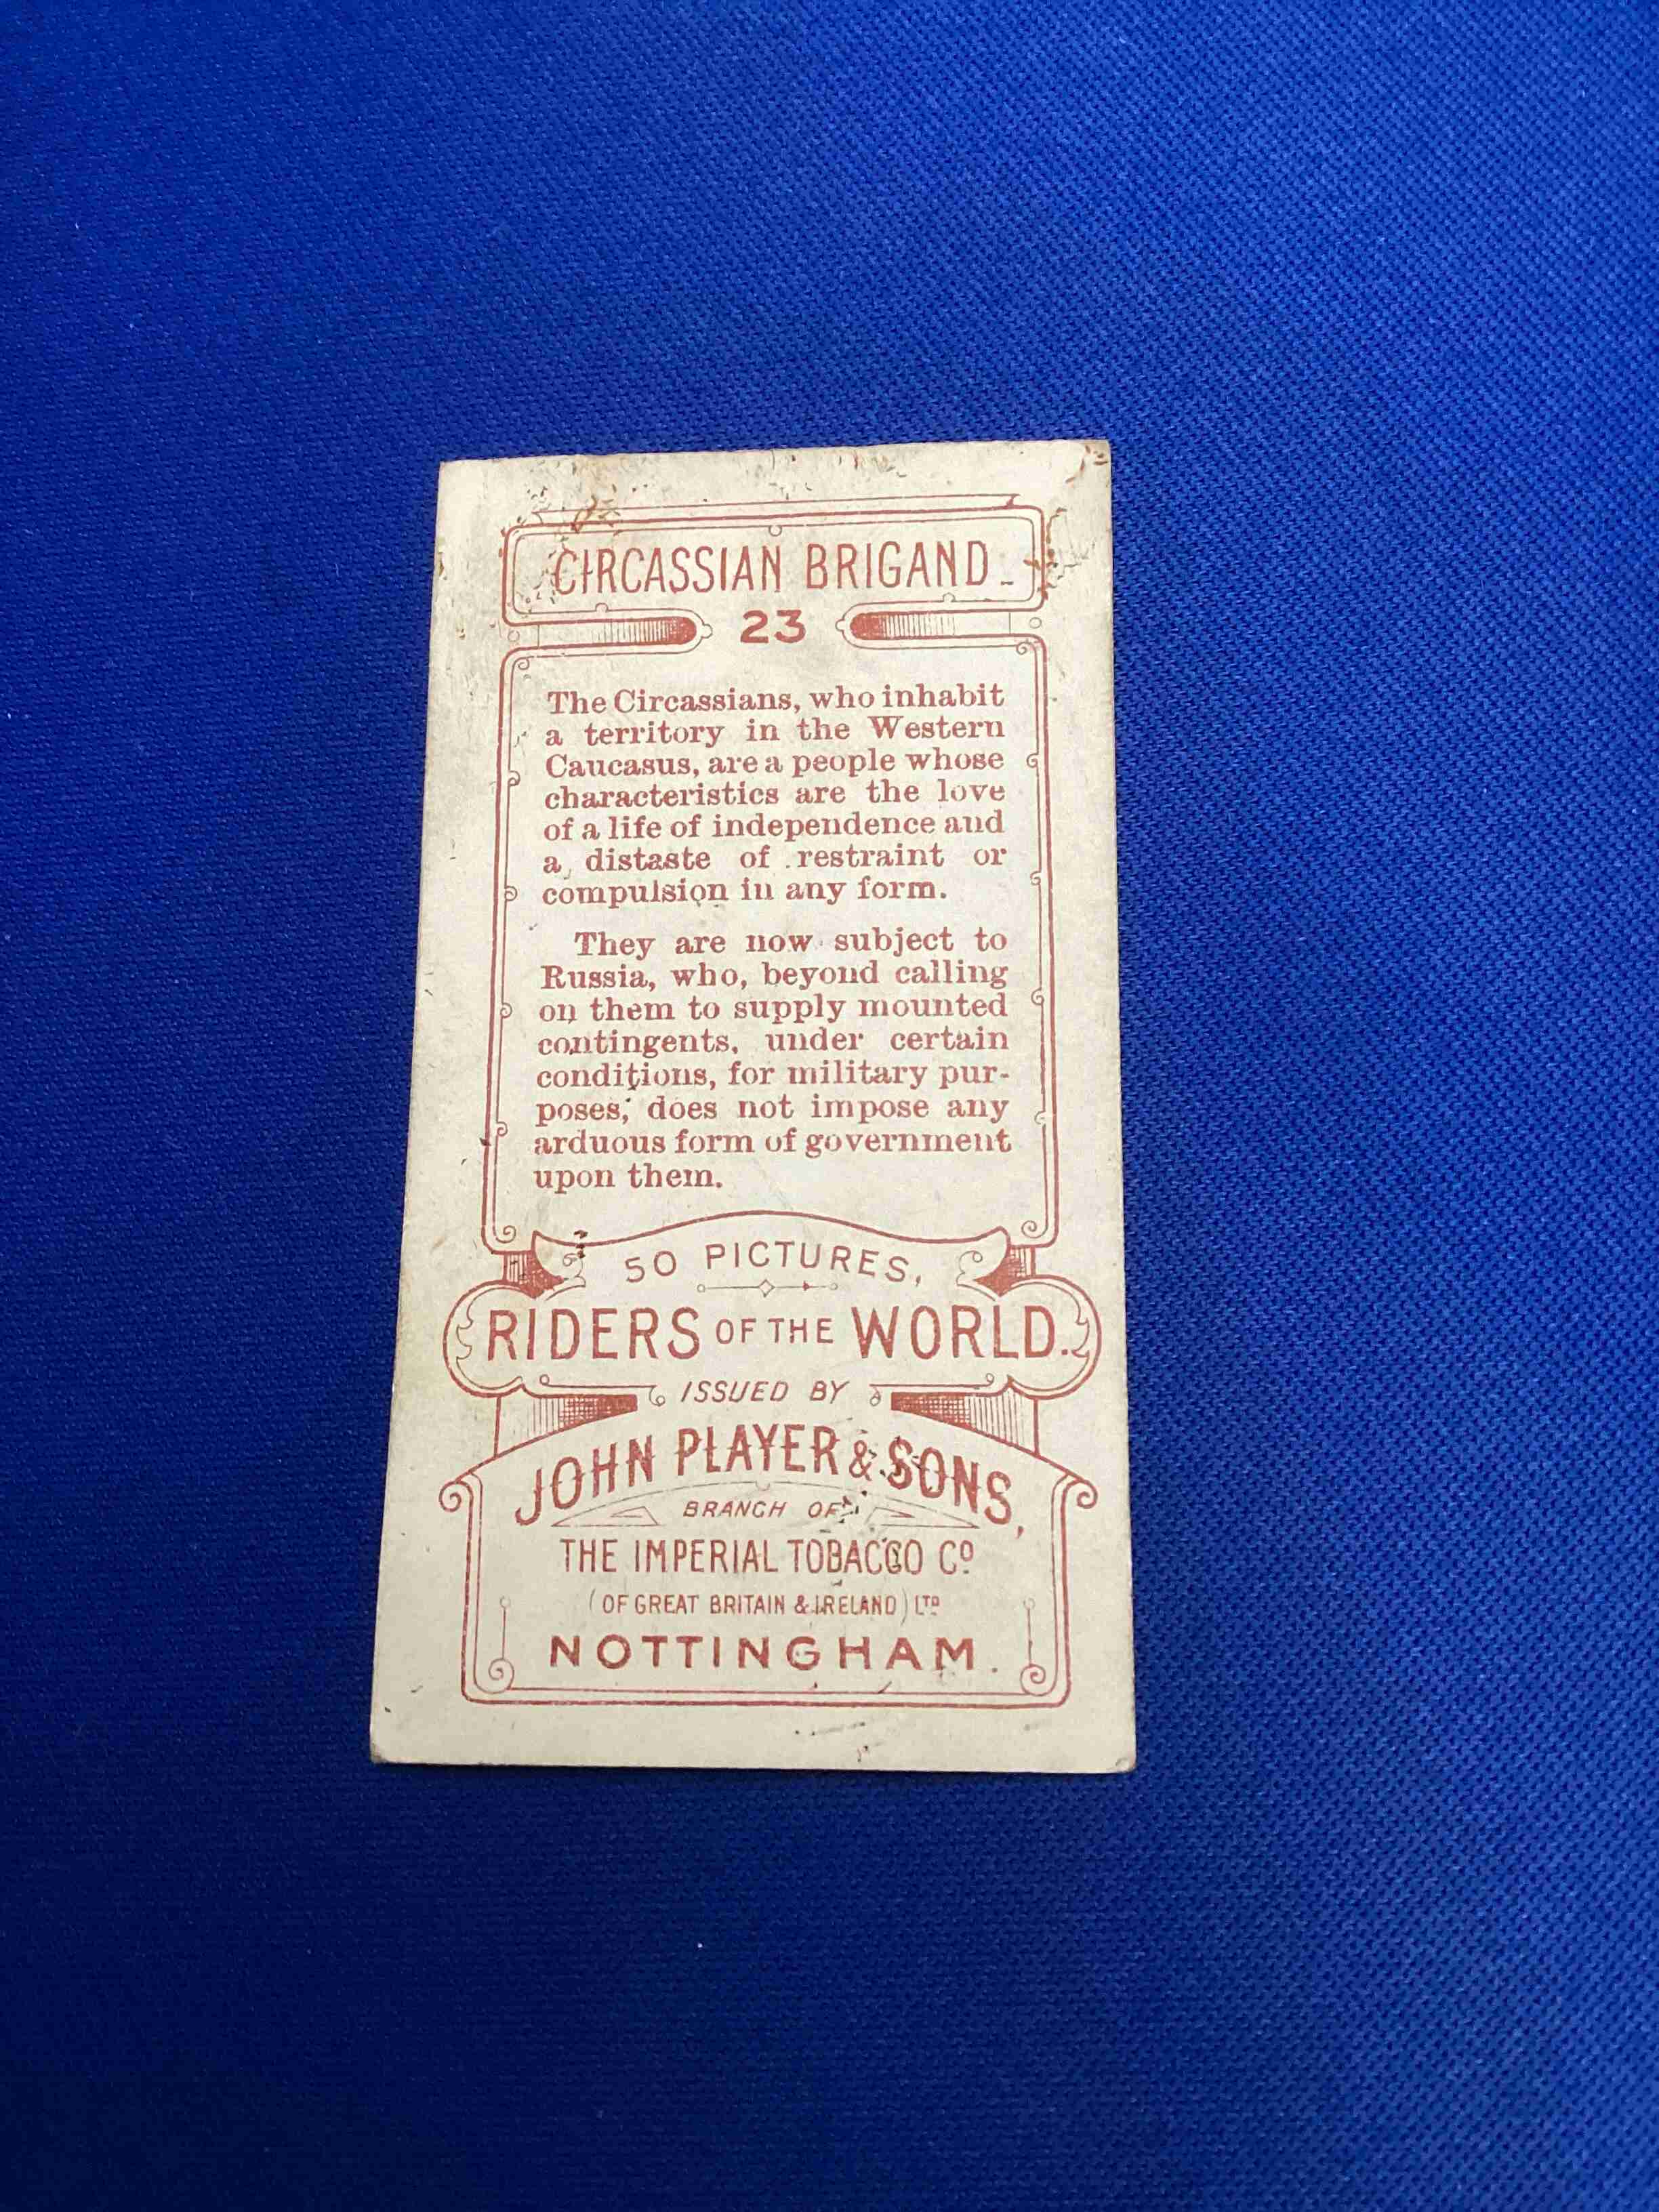 CIRCASSIAN BRIGAND.
23
The Circassians, who inhabit
a territory in the Western
Caucasus, are a people whose
characteristics are the love
of a life of independence and
a distaste of restraint or
compulsion in any form.
They are now subject to
Russia, who, beyond calling
on them to supply mounted
contingents, under certain
conditions, for military pur-
poses, does not impose any
arduous form of government
upon them.
50 PICTURES,
RIDERS OF THE WORLD.
ISSUED BY
JOHN PLAYER & SONS,
BRANCH OF
THE IMPERIAL TOBACCO Cº
(OF GREAT BRITAIN & IRELAND) LTD
NOTTINGHAM.